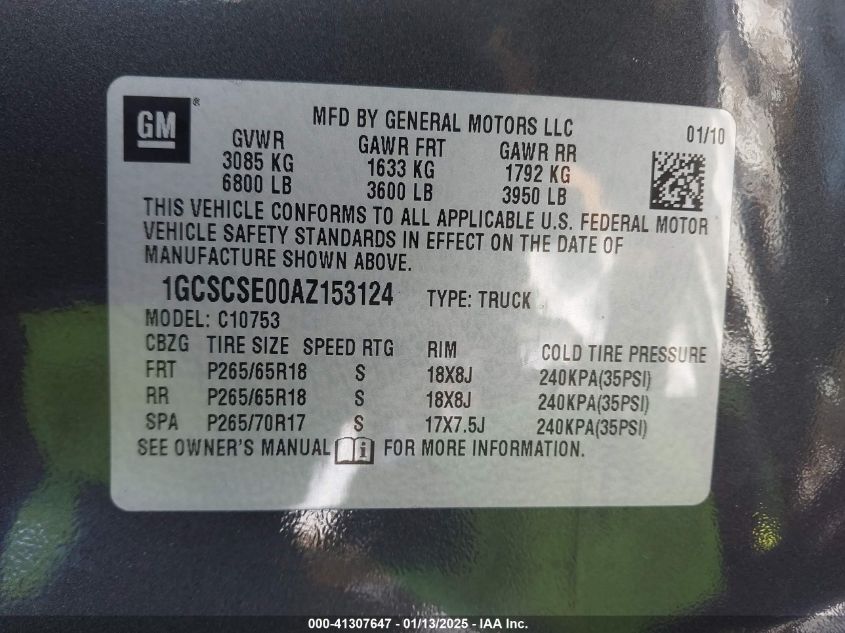 GM®
MFD BY GENERAL MOTORS LLC 01/10
GVWR GAWR FRT GAWR RR
3085 KG 1633 KG 1792 KG
6800 LB 3600 LB 3950 LB
THIS VEHICLE CONFORMS TO ALL APPLICABLE U.S. FEDERAL MOTOR
VEHICLE SAFETY STANDARDS IN EFFECT ON THE DATE OF
MANUFACTURE SHOWN ABOVE.
1GCSCSE00AZ153124 TYPE: TRUCK
MODEL: C10753
CBZG TIRE SIZE SPEED RTG RIM COLD TIRE PRESSURE
FRT P265/65R18 S 18X8J 240KPA(35PSI)
RR P265/65R18 S 18X8J 240KPA(35PSI)
SPA P265/70R17 S 17X7.5J 240KPA(35PSI)
SEE OWNER'S MANUAL FOR MORE INFORMATION.
000-41307647 - 01/13/2025 - IAA Inc.